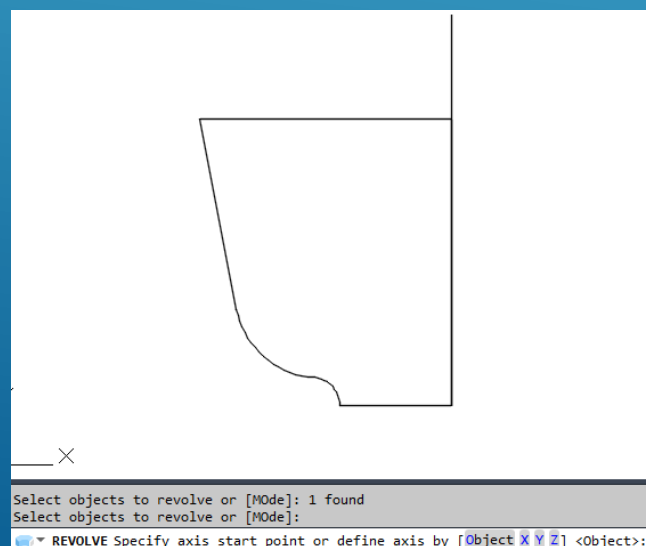 X
Select objects to revolve or [MOde]: 1 found
Select objects to revolve or [MOde]:
REVOLVE Specify axis start point or define axis by [Object X Y Z] <Object>: